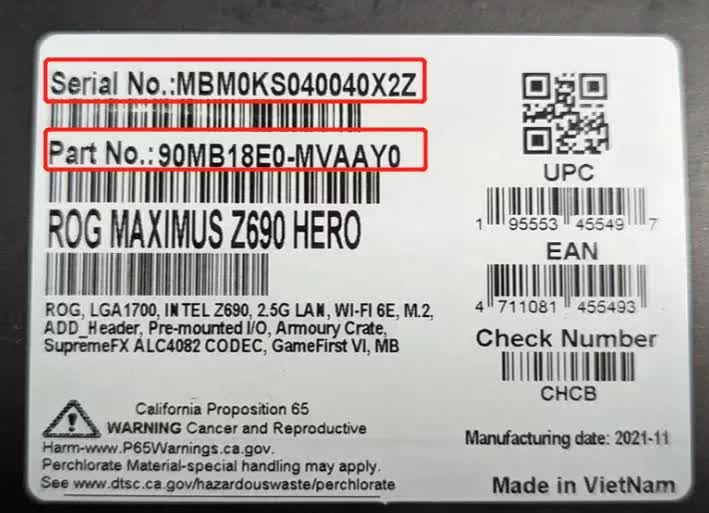 Serial No.:MBM0KS040040X2Z
Part No.:90MB18E0-MVAAY0
ROG MAXIMUS Z690 HERO
ROG, LGA1700, INTEL Z690, 2.5G LAN, WI-FI 6E, M.2,
ADD_Header, Pre-mounted I/O, Armoury Crate,
SupremeFX ALC4082 CODEC, GameFirst VI, MB
California Proposition 65
WARNING Cancer and Reproductive
Harm-www.P65Warnings.ca.gov.
Perchlorate Material-special handling may apply.
See www.dtsc.ca.gov/hazardouswaste/perchlorate
UPC
1 95553 45549 7
EAN
4 711081 455493
Check Number
CHCB
Manufacturing date: 2021-11
Made in VietNam